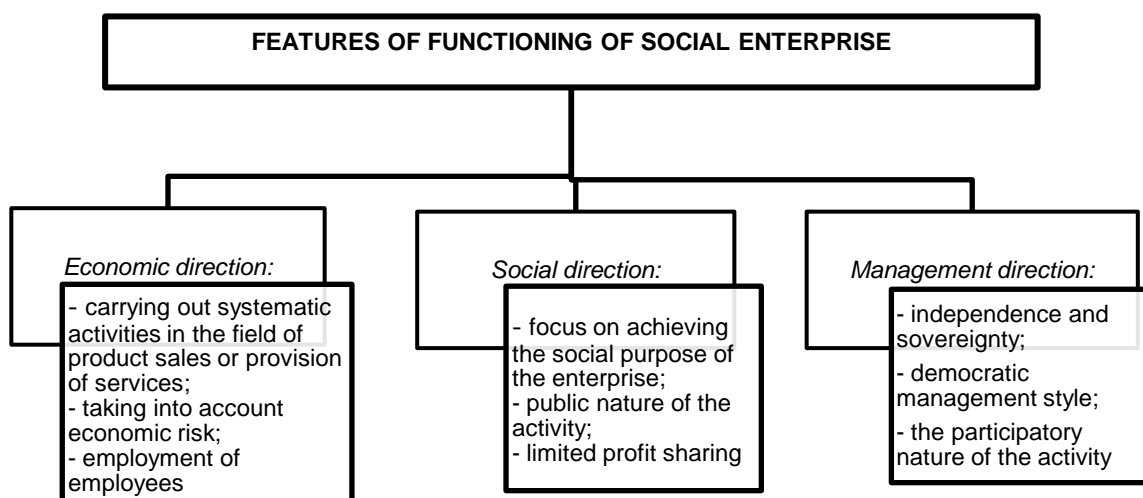 FEATURES OF FUNCTIONING OF SOCIAL ENTERPRISE
Economic direction:
- carrying out systematic
activities in the field of
product sales or provision
of services;
- taking into account
economic risk;
- employment of
employees
Social direction:
- focus on achieving
the social purpose of
the enterprise;
- public nature of the
activity;
- limited profit sharing
Management direction:
- independence and
sovereignty;
- democratic
management style;
- the participatory
nature of the activity